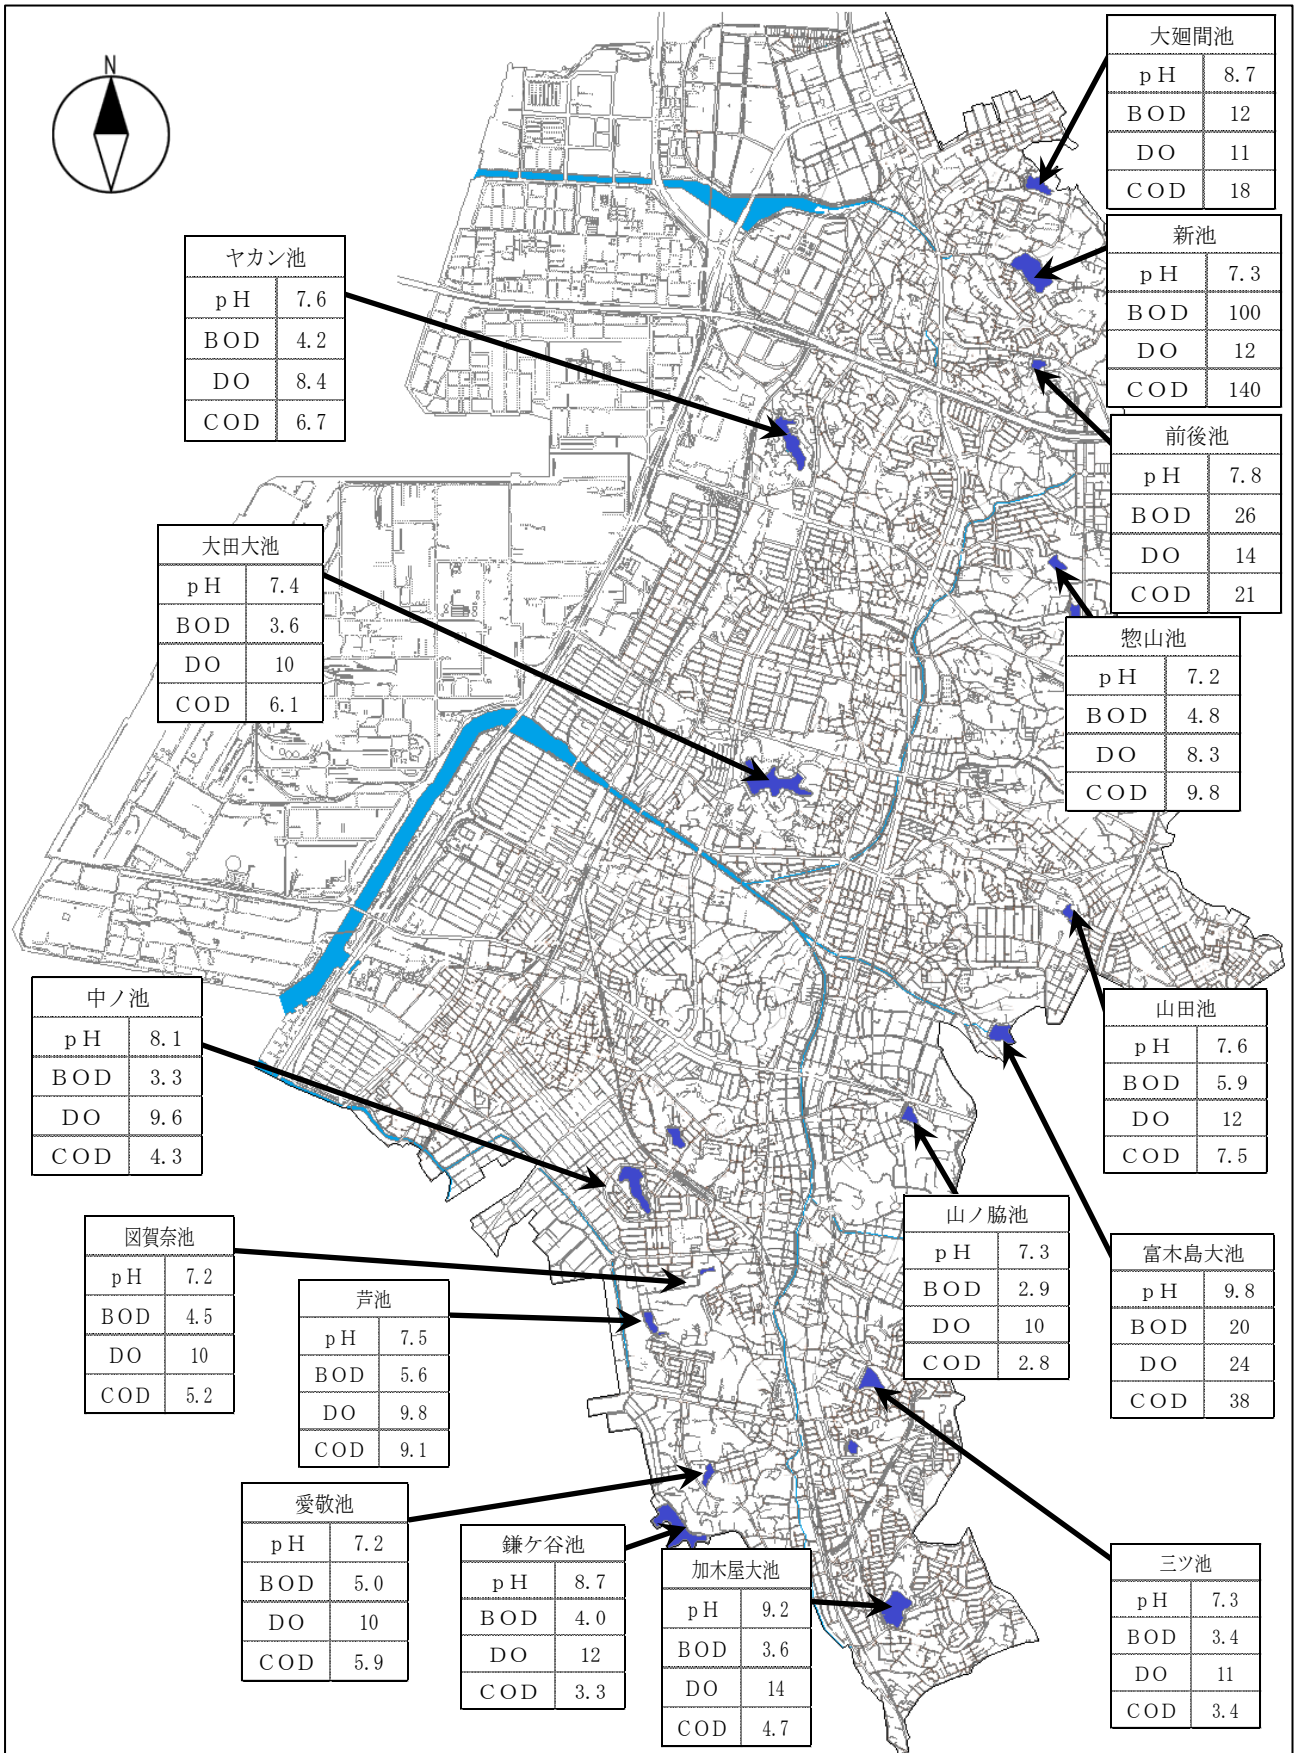 N
大廻間池
pH 8.7
BOD 12
DO 11
COD 18
新池
pH 7.3
BOD 100
DO 12
COD 140
ヤカン池
pH 7.6
BOD 4.2
DO 8.4
COD 6.7
前後池
pH 7.8
BOD 26
DO 14
COD 21
大田大池
pH 7.4
BOD 3.6
DO 10
COD 6.1
惣山池
pH 7.2
BOD 4.8
DO 8.3
COD 9.8
中ノ池
pH 8.1
BOD 3.3
DO 9.6
COD 4.3
山田池
pH 7.6
BOD 5.9
DO 12
COD 7.5
山ノ脇池
pH 7.3
BOD 2.9
DO 10
COD 2.8
図賀奈池
pH 7.2
BOD 4.5
DO 10
COD 5.2
富木島大池
pH 9.8
BOD 20
DO 24
COD 38
芦池
pH 7.5
BOD 5.6
DO 9.8
COD 9.1
愛敬池
pH 7.2
BOD 5.0
DO 10
COD 5.9
鎌ケ谷池
pH 8.7
BOD 4.0
DO 12
COD 3.3
加木屋大池
pH 9.2
BOD 3.6
DO 14
COD 4.7
三ツ池
pH 7.3
BOD 3.4
DO 11
COD 3.4